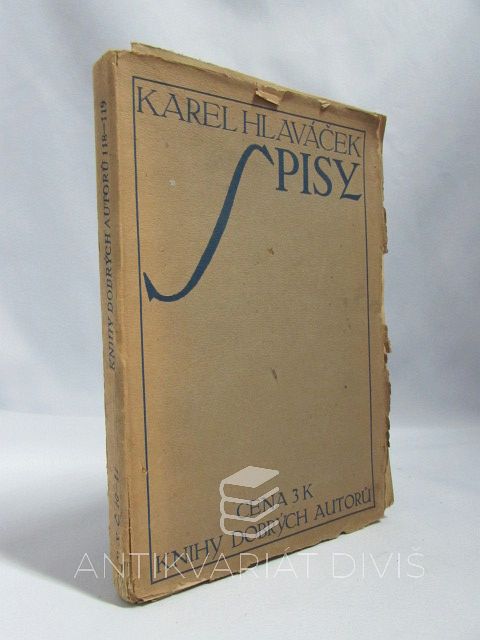 KAREL HLAVÁČEK
SPISY
CENA 3 K
KNIHY DOBRÝCH AUTORŮ
KNIHY DOBRÝCH AUTORŮ 118—119
ANTIKVARIÁT DIVIŠ